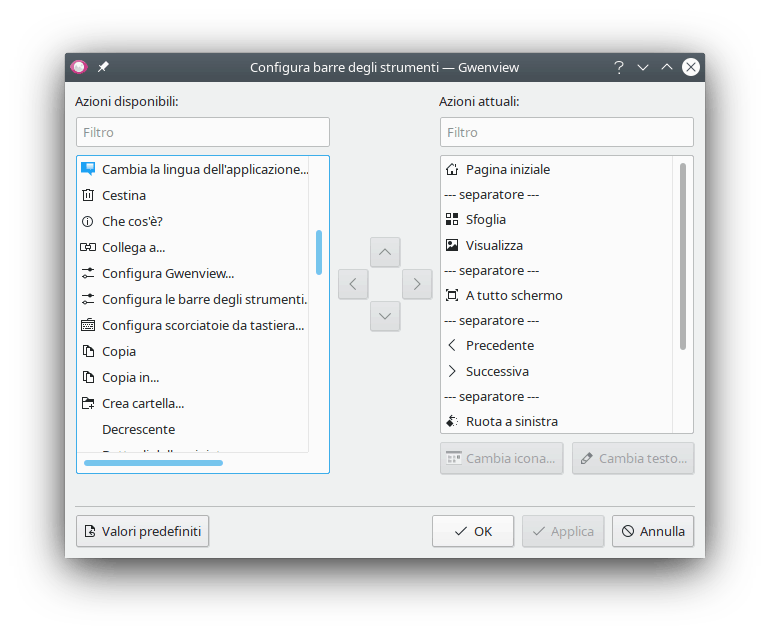 Configura barre degli strumenti — Gwenview
Azioni disponibili:
Filtro
Cambia la lingua dell'applicazione...
Cestina
Che cos'è?
Collega a...
Configura Gwenview...
Configura le barre degli strumenti.
Configura scorciatoie da tastiera...
Copia
Copia in...
Crea cartella...
Decrescente
Azioni attuali:
Filtro
Pagina iniziale
--- separatore ---
Sfoglia
Visualizza
--- separatore ---
A tutto schermo
--- separatore ---
Precedente
Successiva
--- separatore ---
Ruota a sinistra
Cambia icona...
Cambia testo...
Valori predefiniti
OK
Applica
Annulla